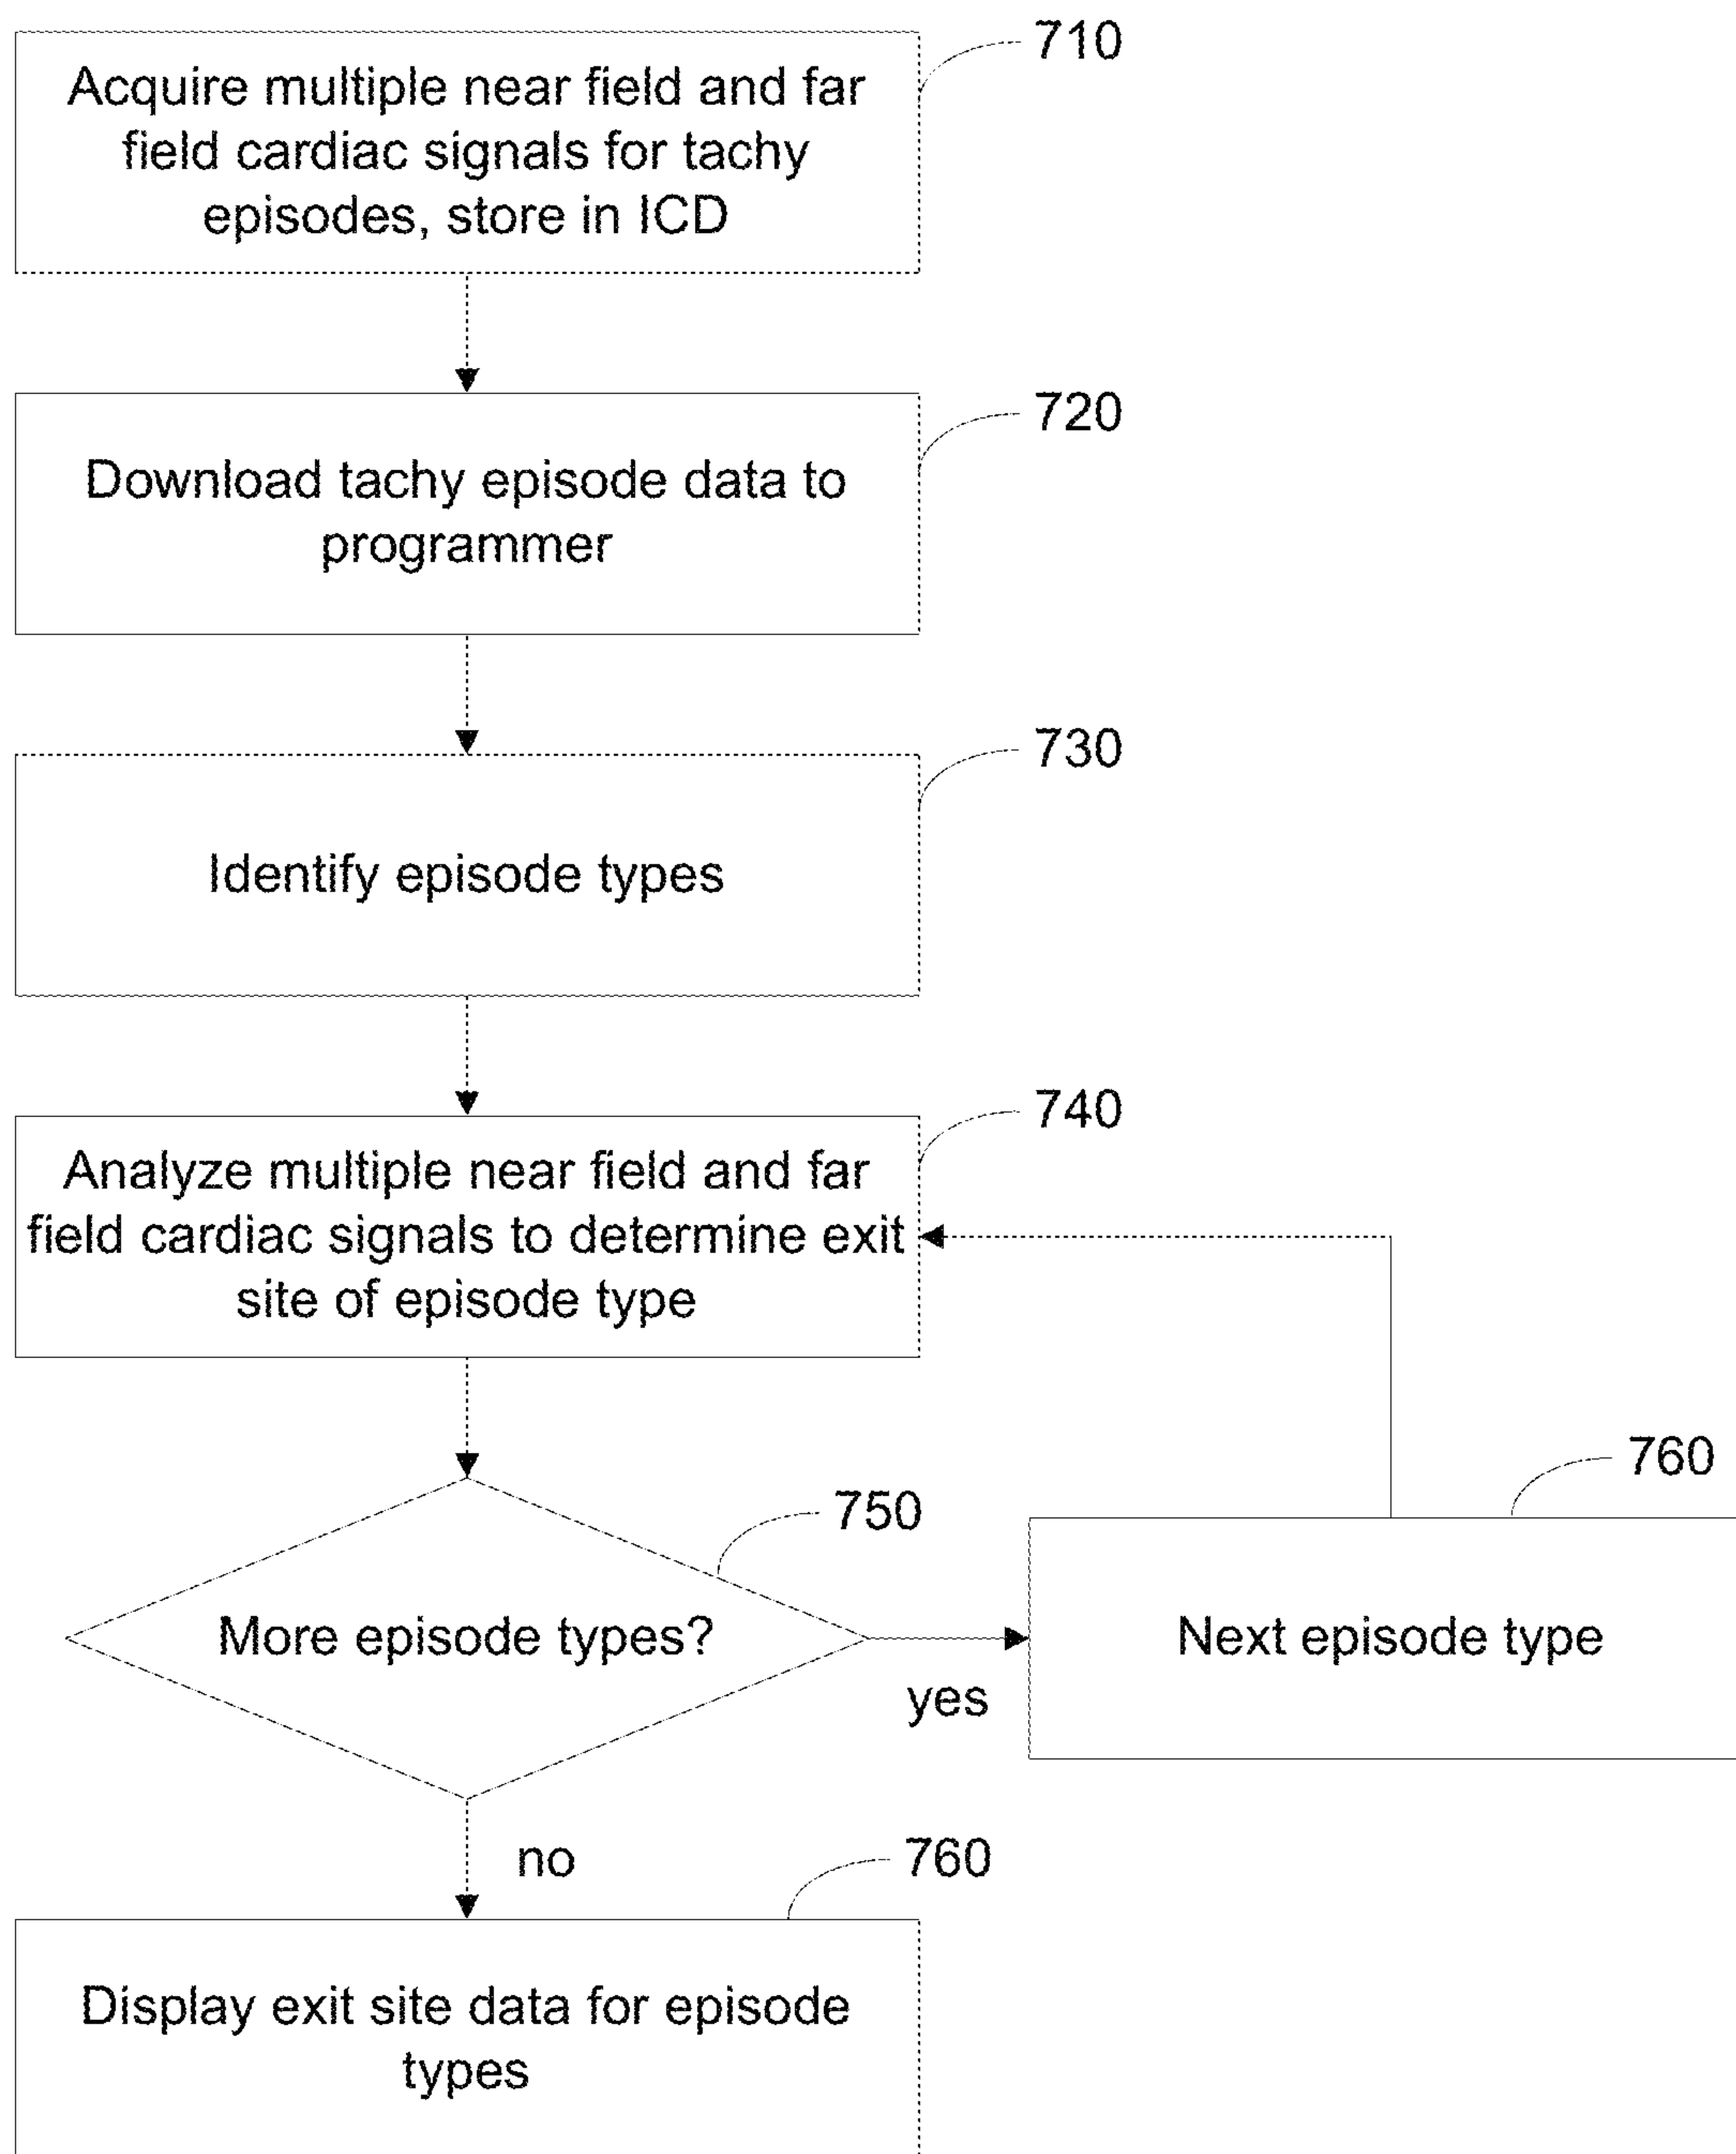 Acquire multiple near field and far
field cardiac signals for tachy
episodes, store in ICD
710
Download tachy episode data to
programmer
720
Identify episode types
730
Analyze multiple near field and far
field cardiac signals to determine exit
site of episode type
740
More episode types?
750
yes
Next episode type
760
no
Display exit site data for episode
types
760